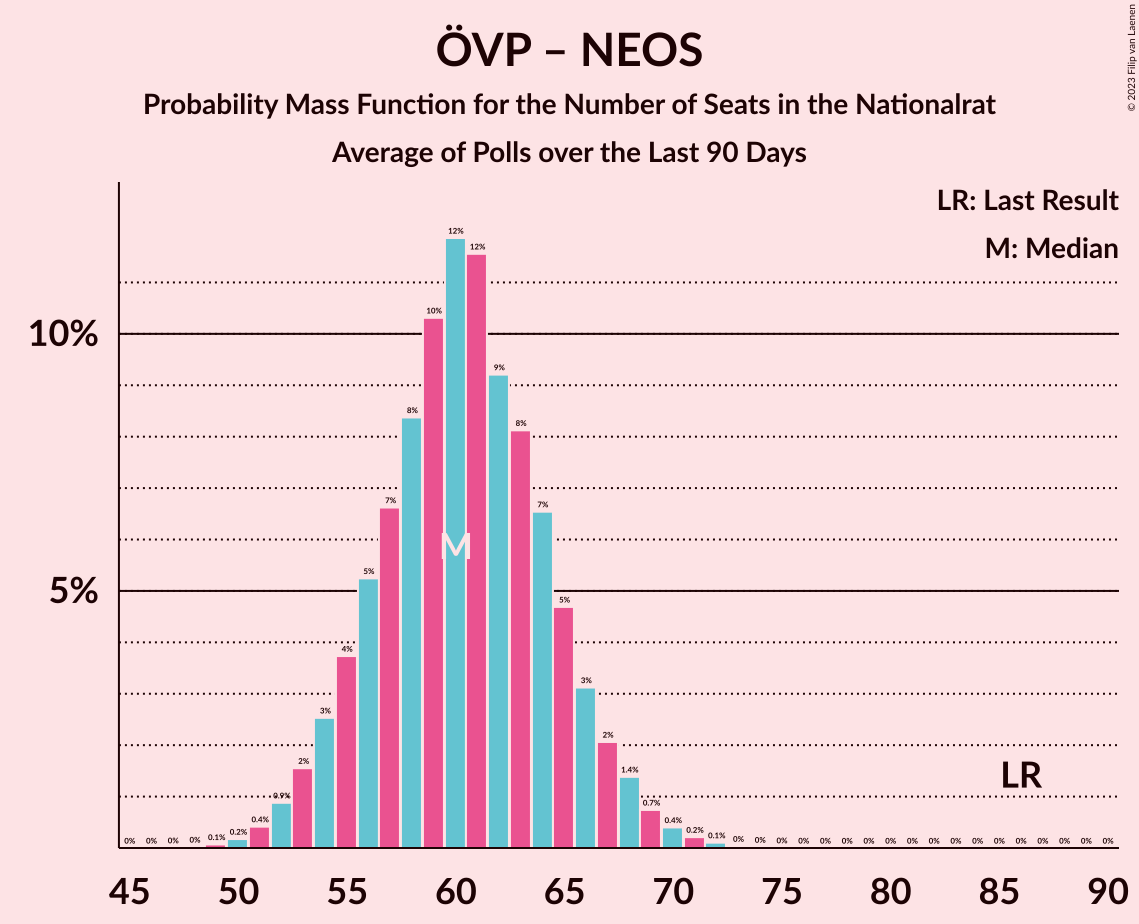 ÖVP – NEOS
Probability Mass Function for the Number of Seats in the Nationalrat
Average of Polls over the Last 90 Days
© 2023 Filip van Laenen
LR: Last Result
M: Median
10%
5%
0% 0% 0% 0% 0.1% 0.2% 0.4% 0.9% 2% 3% 4% 5% 7% 8% 10% 12% 12% 9% 8% 7% 5% 3% 2% 1.4% 0.7% 0.4% 0.2% 0.1% 0% 0% 0% 0% 0% 0% 0% 0% 0% 0% 0% 0% 0% 0% 0% 0% 0% 0%
M
LR
45 50 55 60 65 70 75 80 85 90